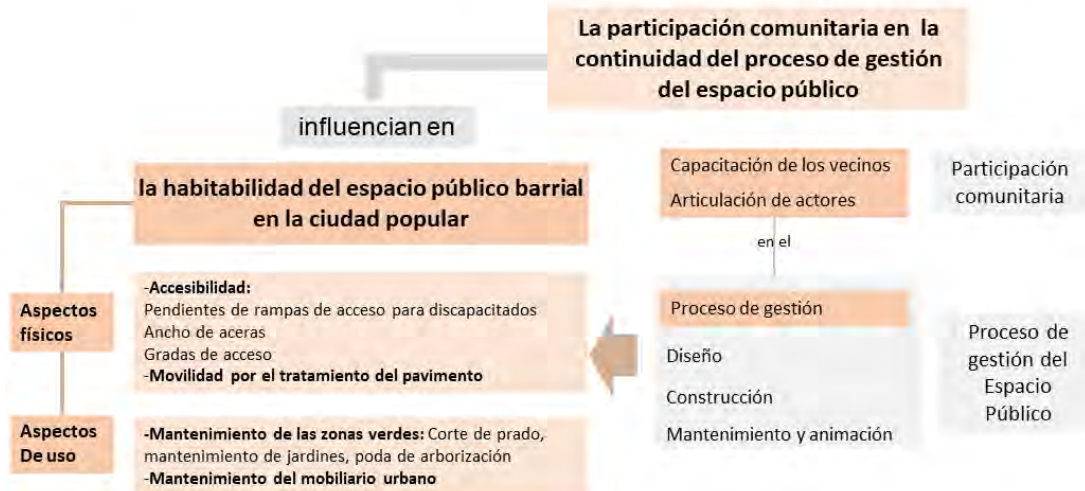 La participación comunitaria en la
continuidad del proceso de gestión
del espacio público
influencian en
la habitabilidad del espacio público barrial
en la ciudad popular
Capacitación de los vecinos
Articulación de actores
Participación
comunitaria
en el
Aspectos
físicos
-Accesibilidad:
Pendientes de rampas de acceso para discapacitados
Ancho de aceras
Gradas de acceso
-Movilidad por el tratamiento del pavimento
Proceso de gestión
Diseño
Construcción
Mantenimiento y animación
Proceso de
gestión del
Espacio
Público
Aspectos
De uso
-Mantenimiento de las zonas verdes: Corte de prado,
mantenimiento de jardines, poda de arborización
-Mantenimiento del mobiliario urbano